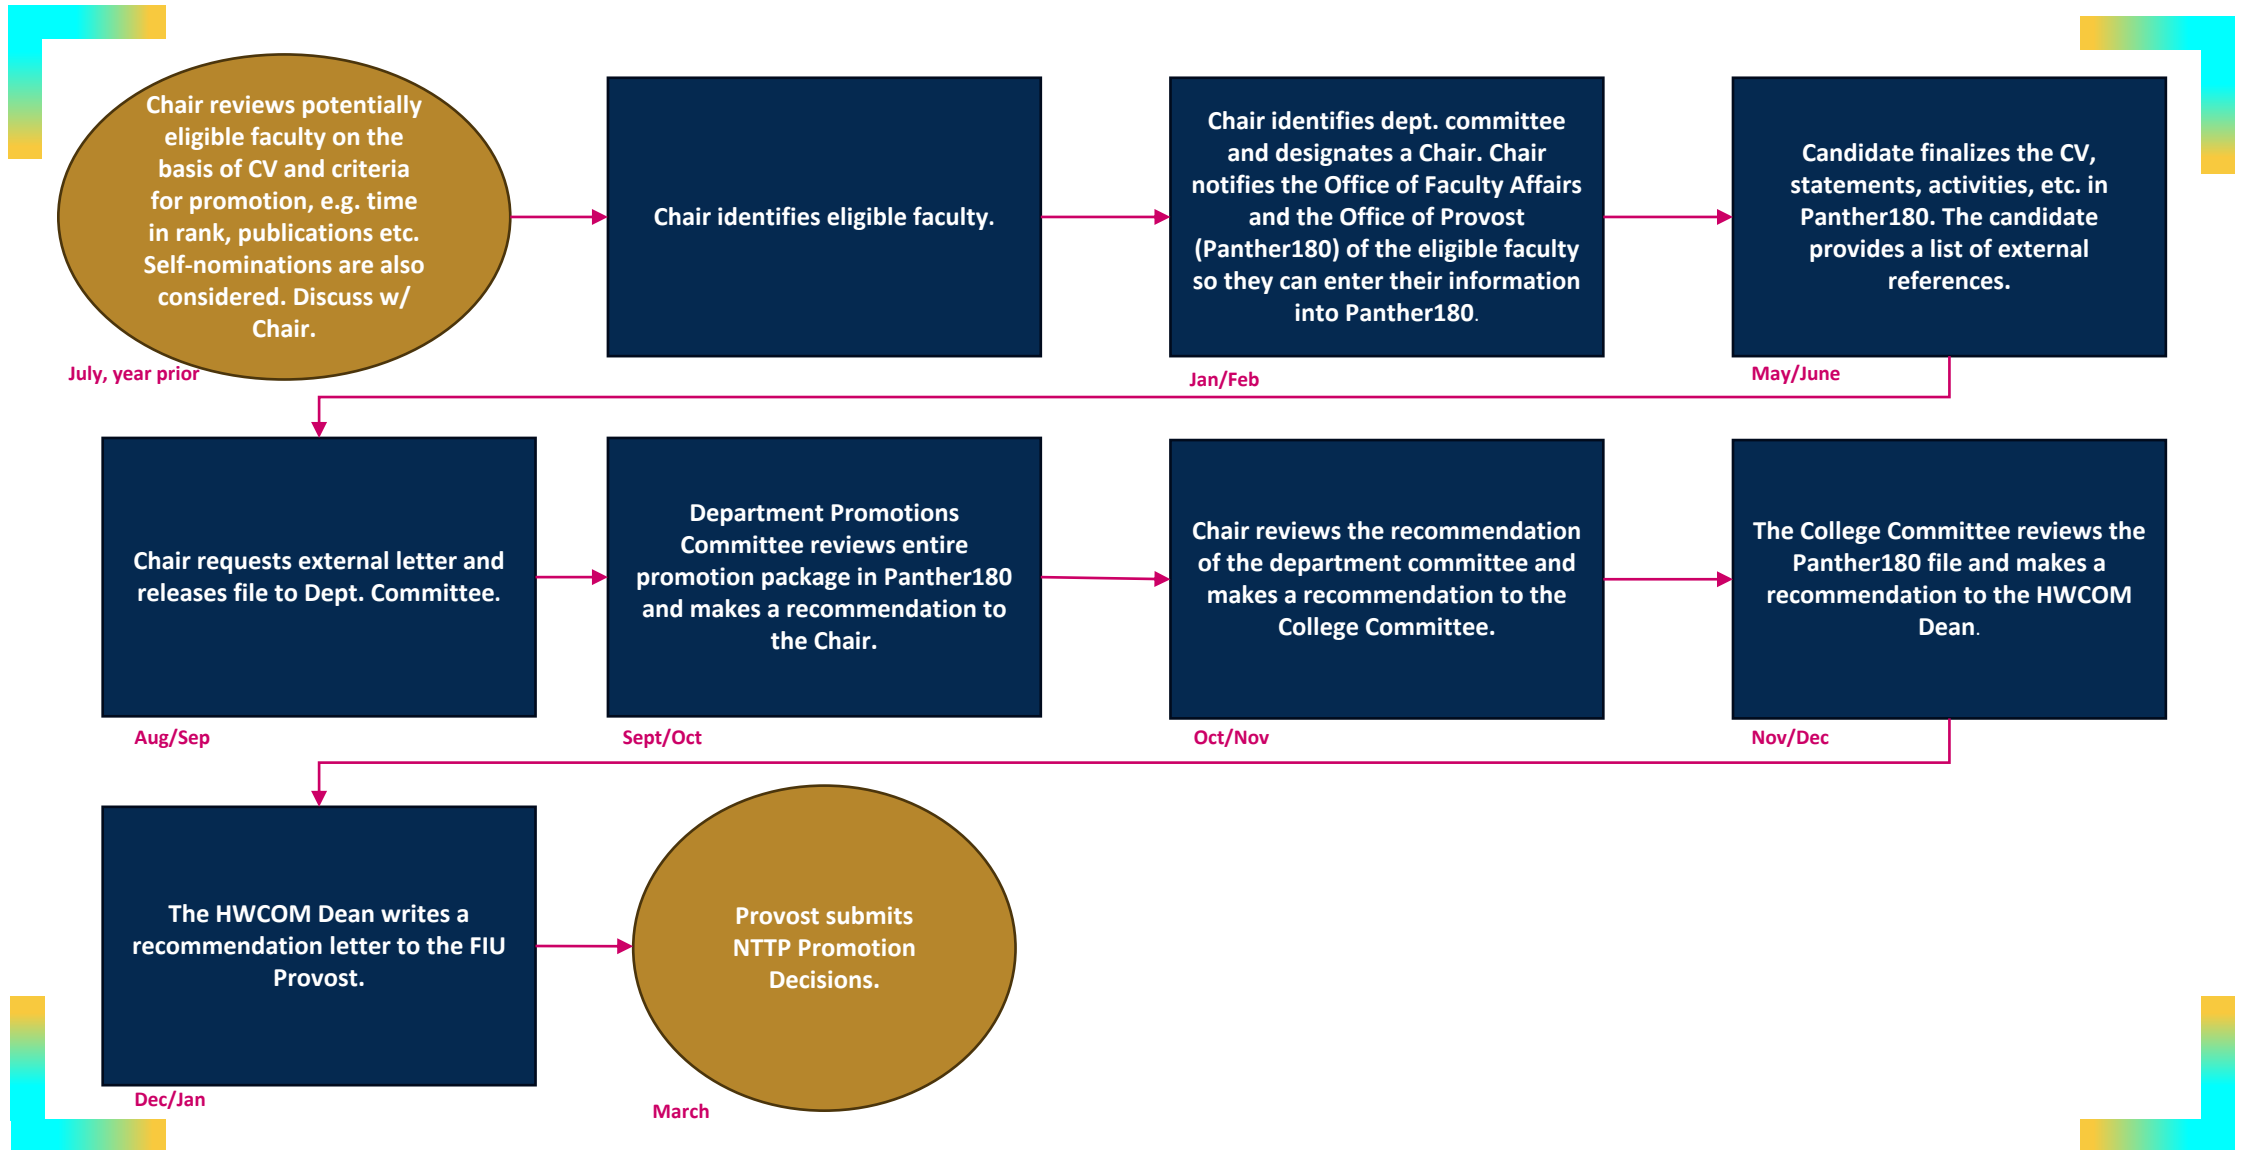 Chair reviews potentially
eligible faculty on the
basis of CV and criteria
for promotion, e.g. time
in rank, publications etc.
Self-nominations are also
considered. Discuss w/
Chair.
July, year prior
Chair identifies eligible faculty.
Chair identifies dept. committee
and designates a Chair. Chair
notifies the Office of Faculty Affairs
and the Office of Provost
(Panther180) of the eligible faculty
so they can enter their information
into Panther180.
Jan/Feb
Candidate finalizes the CV,
statements, activities, etc. in
Panther180. The candidate
provides a list of external
references.
May/June
Chair requests external letter and
releases file to Dept. Committee.
Aug/Sep
Department Promotions
Committee reviews entire
promotion package in Panther180
and makes a recommendation to
the Chair.
Sept/Oct
Chair reviews the recommendation
of the department committee and
makes a recommendation to the
College Committee.
Oct/Nov
The College Committee reviews the
Panther180 file and makes a
recommendation to the HWCOM
Dean.
Nov/Dec
The HWCOM Dean writes a
recommendation letter to the FIU
Provost.
Dec/Jan
Provost submits
NTTP Promotion
Decisions.
March